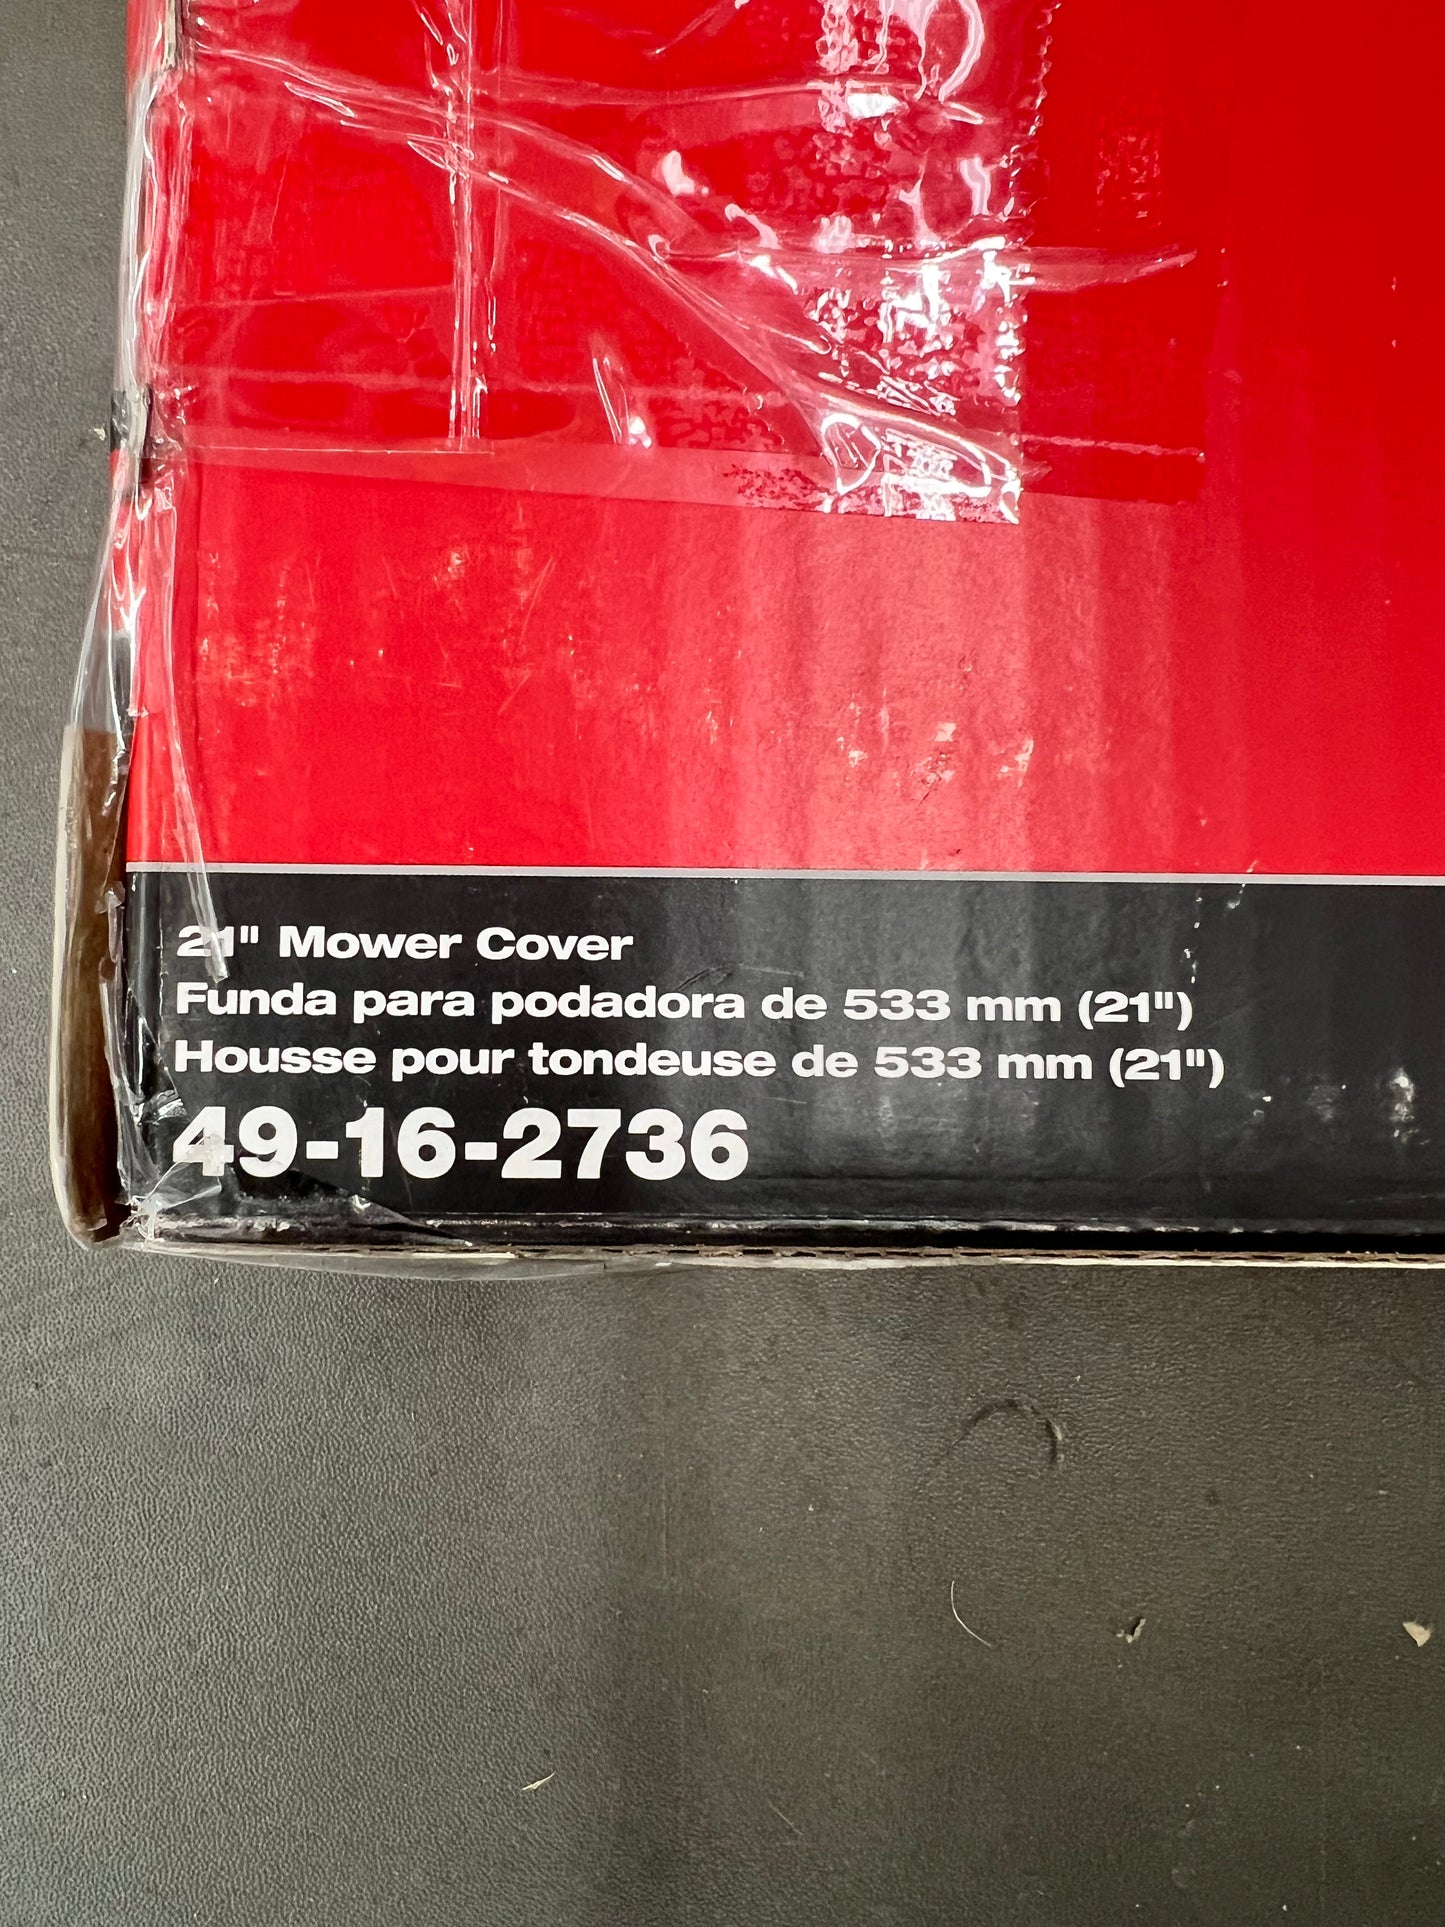 21" Mower Cover
Funda para podadora de 533 mm (21")
Housse pour tondeuse de 533 mm (21")
49-16-2736